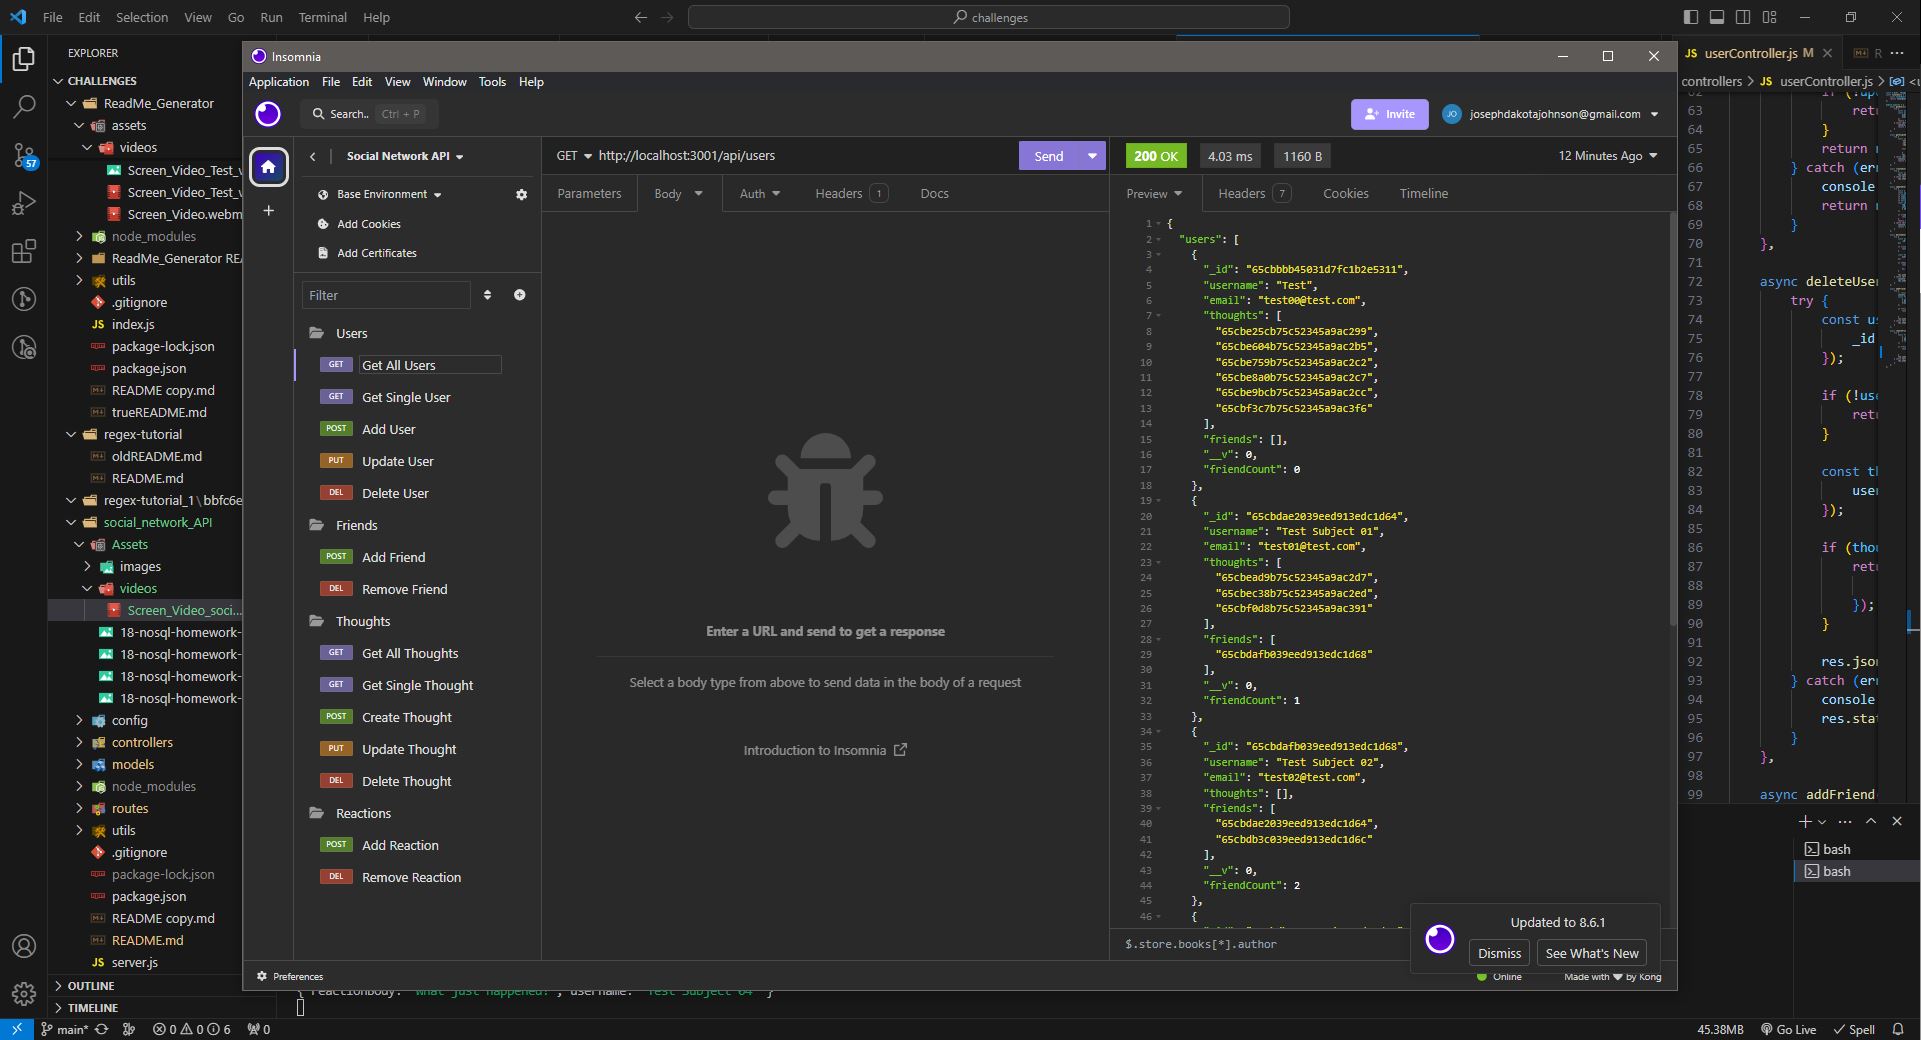 File Edit Selection View Go Run Terminal Help
challenges
EXPLORER
CHALLENGES
ReadMe_Generator
assets
videos
Screen_Video_Test_
Screen_Video_Test_
Screen_Video.webm
node_modules
ReadMe_Generator
utils
.gitignore
index.js
package-lock.json
package.json
README copy.md
trueREADME.md
regex-tutorial
oldREADME.md
README.md
regex-tutorial_1\bbfc6e
social_network_API
Assets
images
videos
Screen_Video_soci...
18-nosql-homework-
18-nosql-homework-
18-nosql-homework-
18-nosql-homework-
config
controllers
models
node_modules
routes
utils
.gitignore
package-lock.json
package.json
README copy.md
README.md
server.js
OUTLINE
TIMELINE
57
Insomnia
Application File Edit View Window Tools Help
Search.. Ctrl + P
Invite
JO josephdakotajohnson@gmail.com
Social Network API
Base Environment
Add Cookies
Add Certificates
Filter
Users
GET Get All Users
GET Get Single User
POST Add User
PUT Update User
DEL Delete User
Friends
POST Add Friend
DEL Remove Friend
Thoughts
GET Get All Thoughts
GET Get Single Thought
POST Create Thought
PUT Update Thought
DEL Delete Thought
Reactions
POST Add Reaction
DEL Remove Reaction
GET http://localhost:3001/api/users
Send
Parameters Body Auth Headers 1 Docs
Enter a URL and send to get a response
Select a body type from above to send data in the body of a request
Introduction to Insomnia
200 OK 4.03 ms 1160 B 12 Minutes Ago
Preview Headers 7 Cookies Timeline
1 {
2 "users": [
3 {
4 "_id": "65cbbbb45031d7fc1b2e5311",
5 "username": "Test",
6 "email": "test00@test.com",
7 "thoughts": [
8 "65cbe25cb75c52345a9ac299",
9 "65cbe604b75c52345a9ac2b5",
10 "65cbe759b75c52345a9ac2c2",
11 "65cbe8a0b75c52345a9ac2c7",
12 "65cbe9bcb75c52345a9ac2cc",
13 "65cbf3c7b75c52345a9ac3f6"
14 ],
15 "friends": [],
16 "__v": 0,
17 "friendCount": 0
18 },
19 {
20 "_id": "65cbdae2039eed913edc1d64",
21 "username": "Test Subject 01",
22 "email": "test01@test.com",
23 "thoughts": [
24 "65cbead9b75c52345a9ac2d7",
25 "65cbec38b75c52345a9ac2ed",
26 "65cbf0d8b75c52345a9ac391"
27 ],
28 "friends": [
29 "65cbdafb039eed913edc1d68"
30 ],
31 "__v": 0,
32 "friendCount": 1
33 },
34 {
35 "_id": "65cbdafb039eed913edc1d68",
36 "username": "Test Subject 02",
37 "email": "test02@test.com",
38 "thoughts": [],
39 "friends": [
40 "65cbdae2039eed913edc1d64",
41 "65cbdb3c039eed913edc1d6c"
42 ],
43 "__v": 0,
44 "friendCount": 2
45 },
46 {
$.store.books[*].author
Updated to 8.6.1
Dismiss See What's New
Preferences
Online
Made with by Kong
JS userController.js M
controllers > JS userController.js >
63 ret
64 }
65 return
66 } catch (er
67 console
68 return
69 }
70 },
71
72 async deleteUse
73 try {
74 const u
75 _id
76 });
77
78 if (!use
79 ret
80 }
81
82 const t
83 user
84 });
85
86 if (thou
87 ret
88
89 });
90 }
91
92 res.jso
93 } catch (er
94 console
95 res.sta
96 }
97 },
98
99 async addFriend
bash
bash
main* 0 0 6 0
45.38MB Go Live Spell